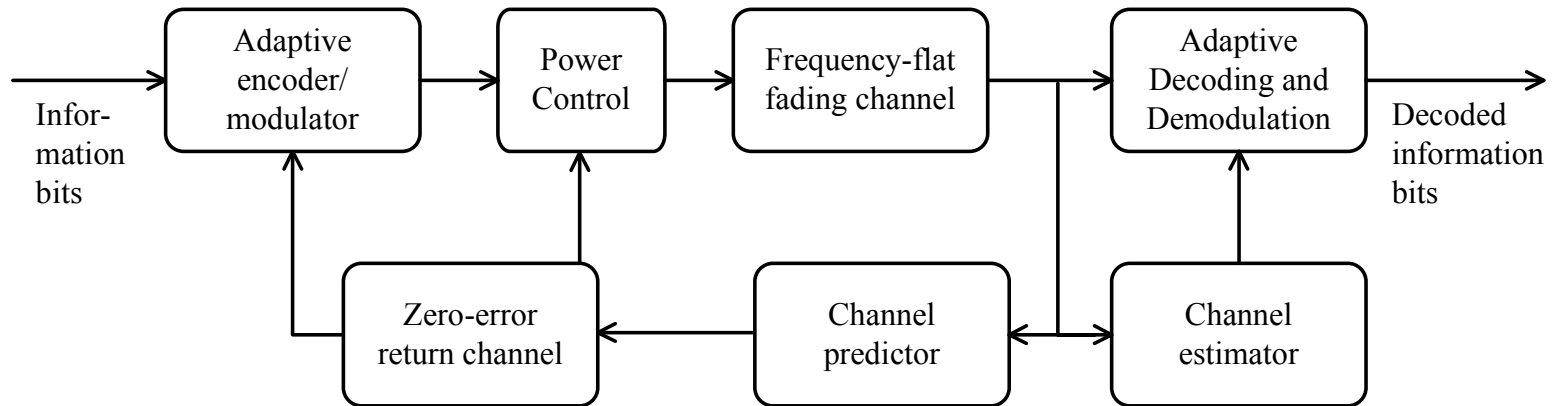 Adaptive
encoder/
modulator
Power
Control
Frequency-flat
fading channel
Adaptive
Decoding and
Demodulation
Infor-
mation
bits
Decoded
information
bits
Zero-error
return channel
Channel
predictor
Channel
estimator